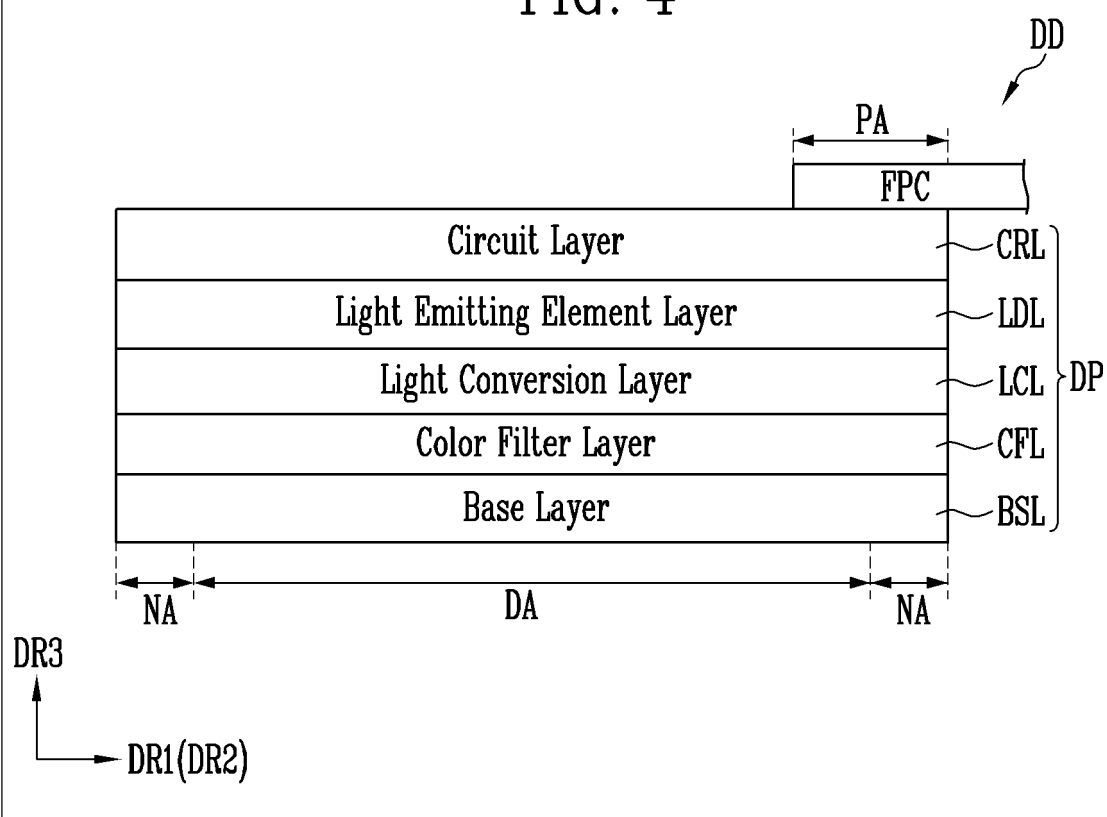 FIG. 4
DD
PA
FPC
Circuit Layer
CRL
Light Emitting Element Layer
LDL
Light Conversion Layer
LCL
DP
Color Filter Layer
CFL
Base Layer
BSL
NA
DA
NA
DR3
DR1(DR2)